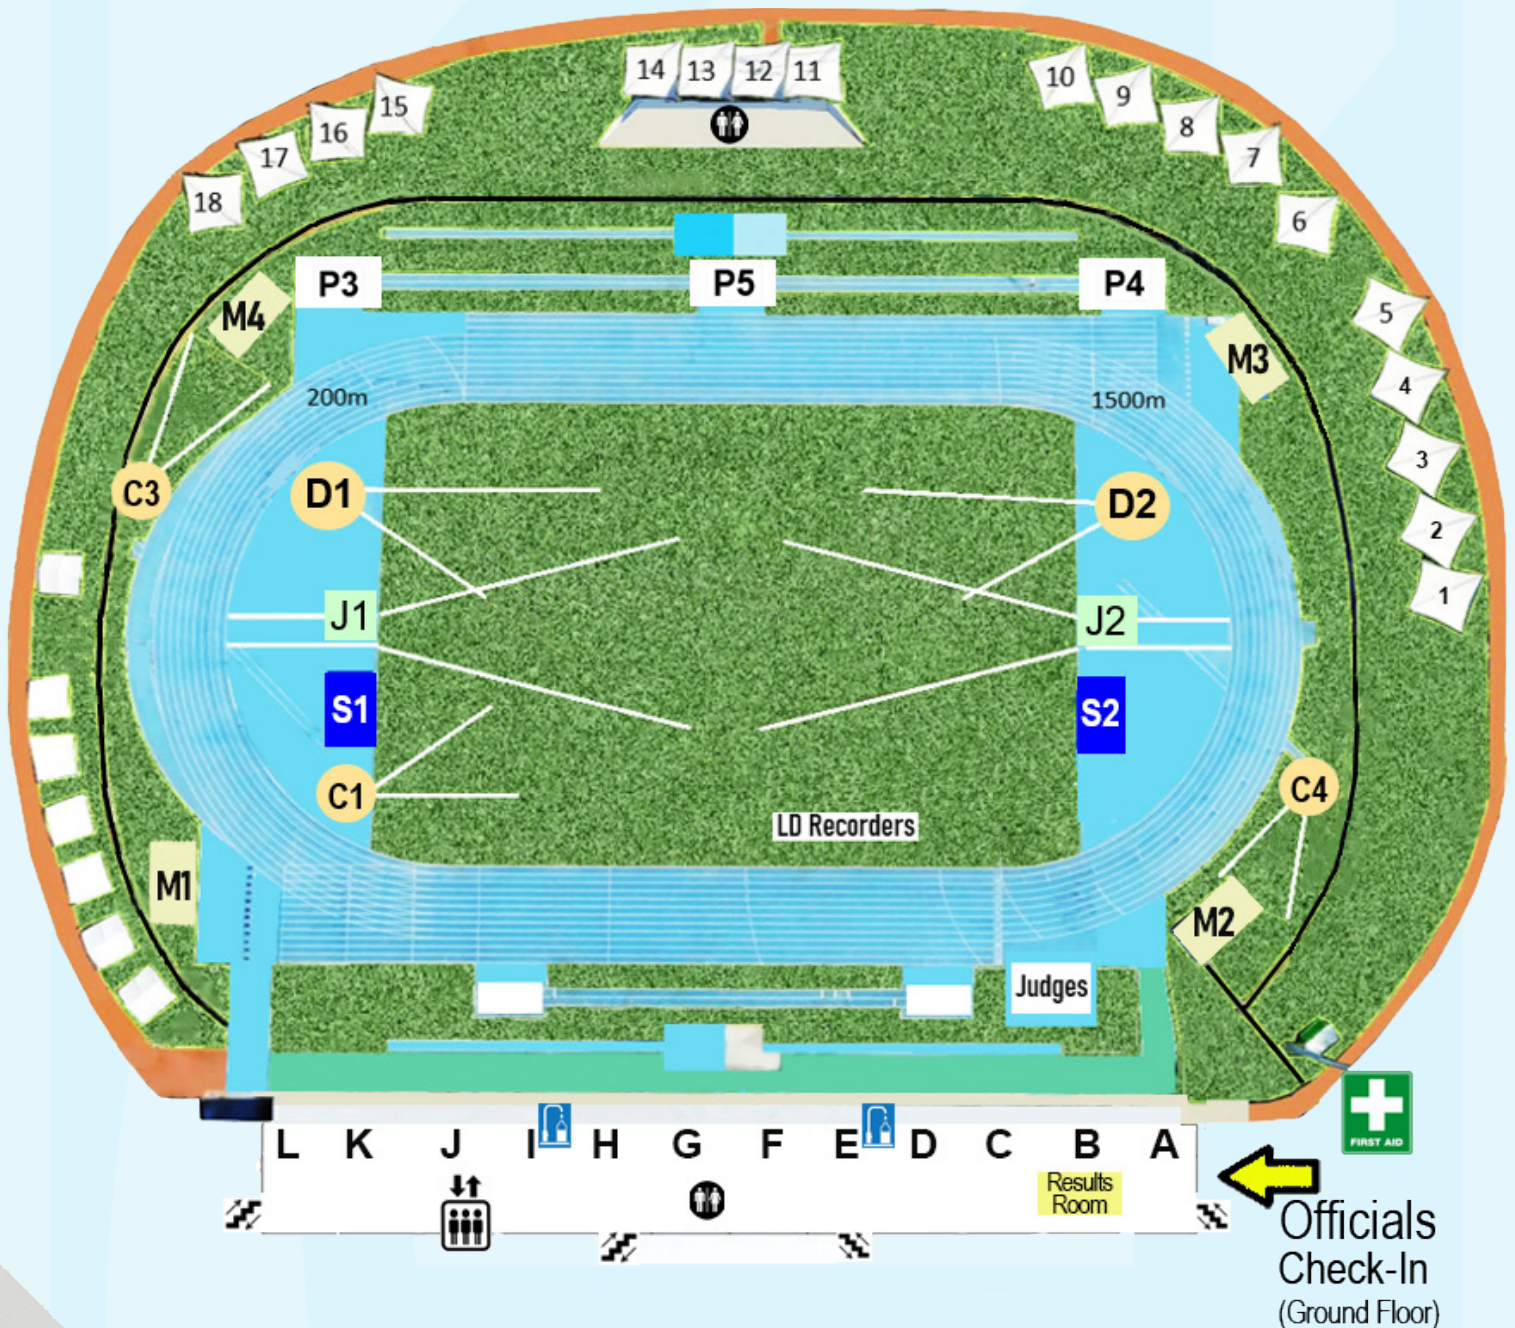 14 13 12 11
10
9
8
7
6
15
16
17
18
5
4
3
2
1
P3
P5
P4
M4
M3
200m
1500m
C3
D1
D2
J1
J2
S1
S2
C1
C4
LD Recorders
M1
M2
Judges
L K J I H G F E D C B A
Results
Room
FIRST AID
Officials
Check-In
(Ground Floor)